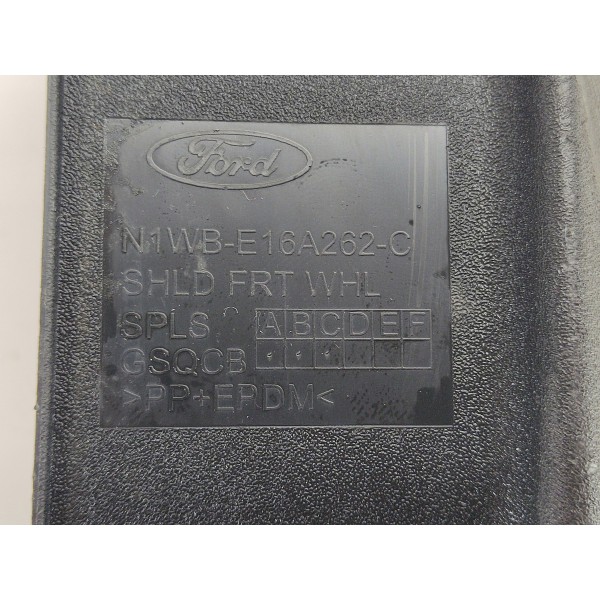 Ford
N1WB-E16A262-C
SHLD FRT WHL
SPLS A B C D E F
GSQCB
>PP+EPDM<